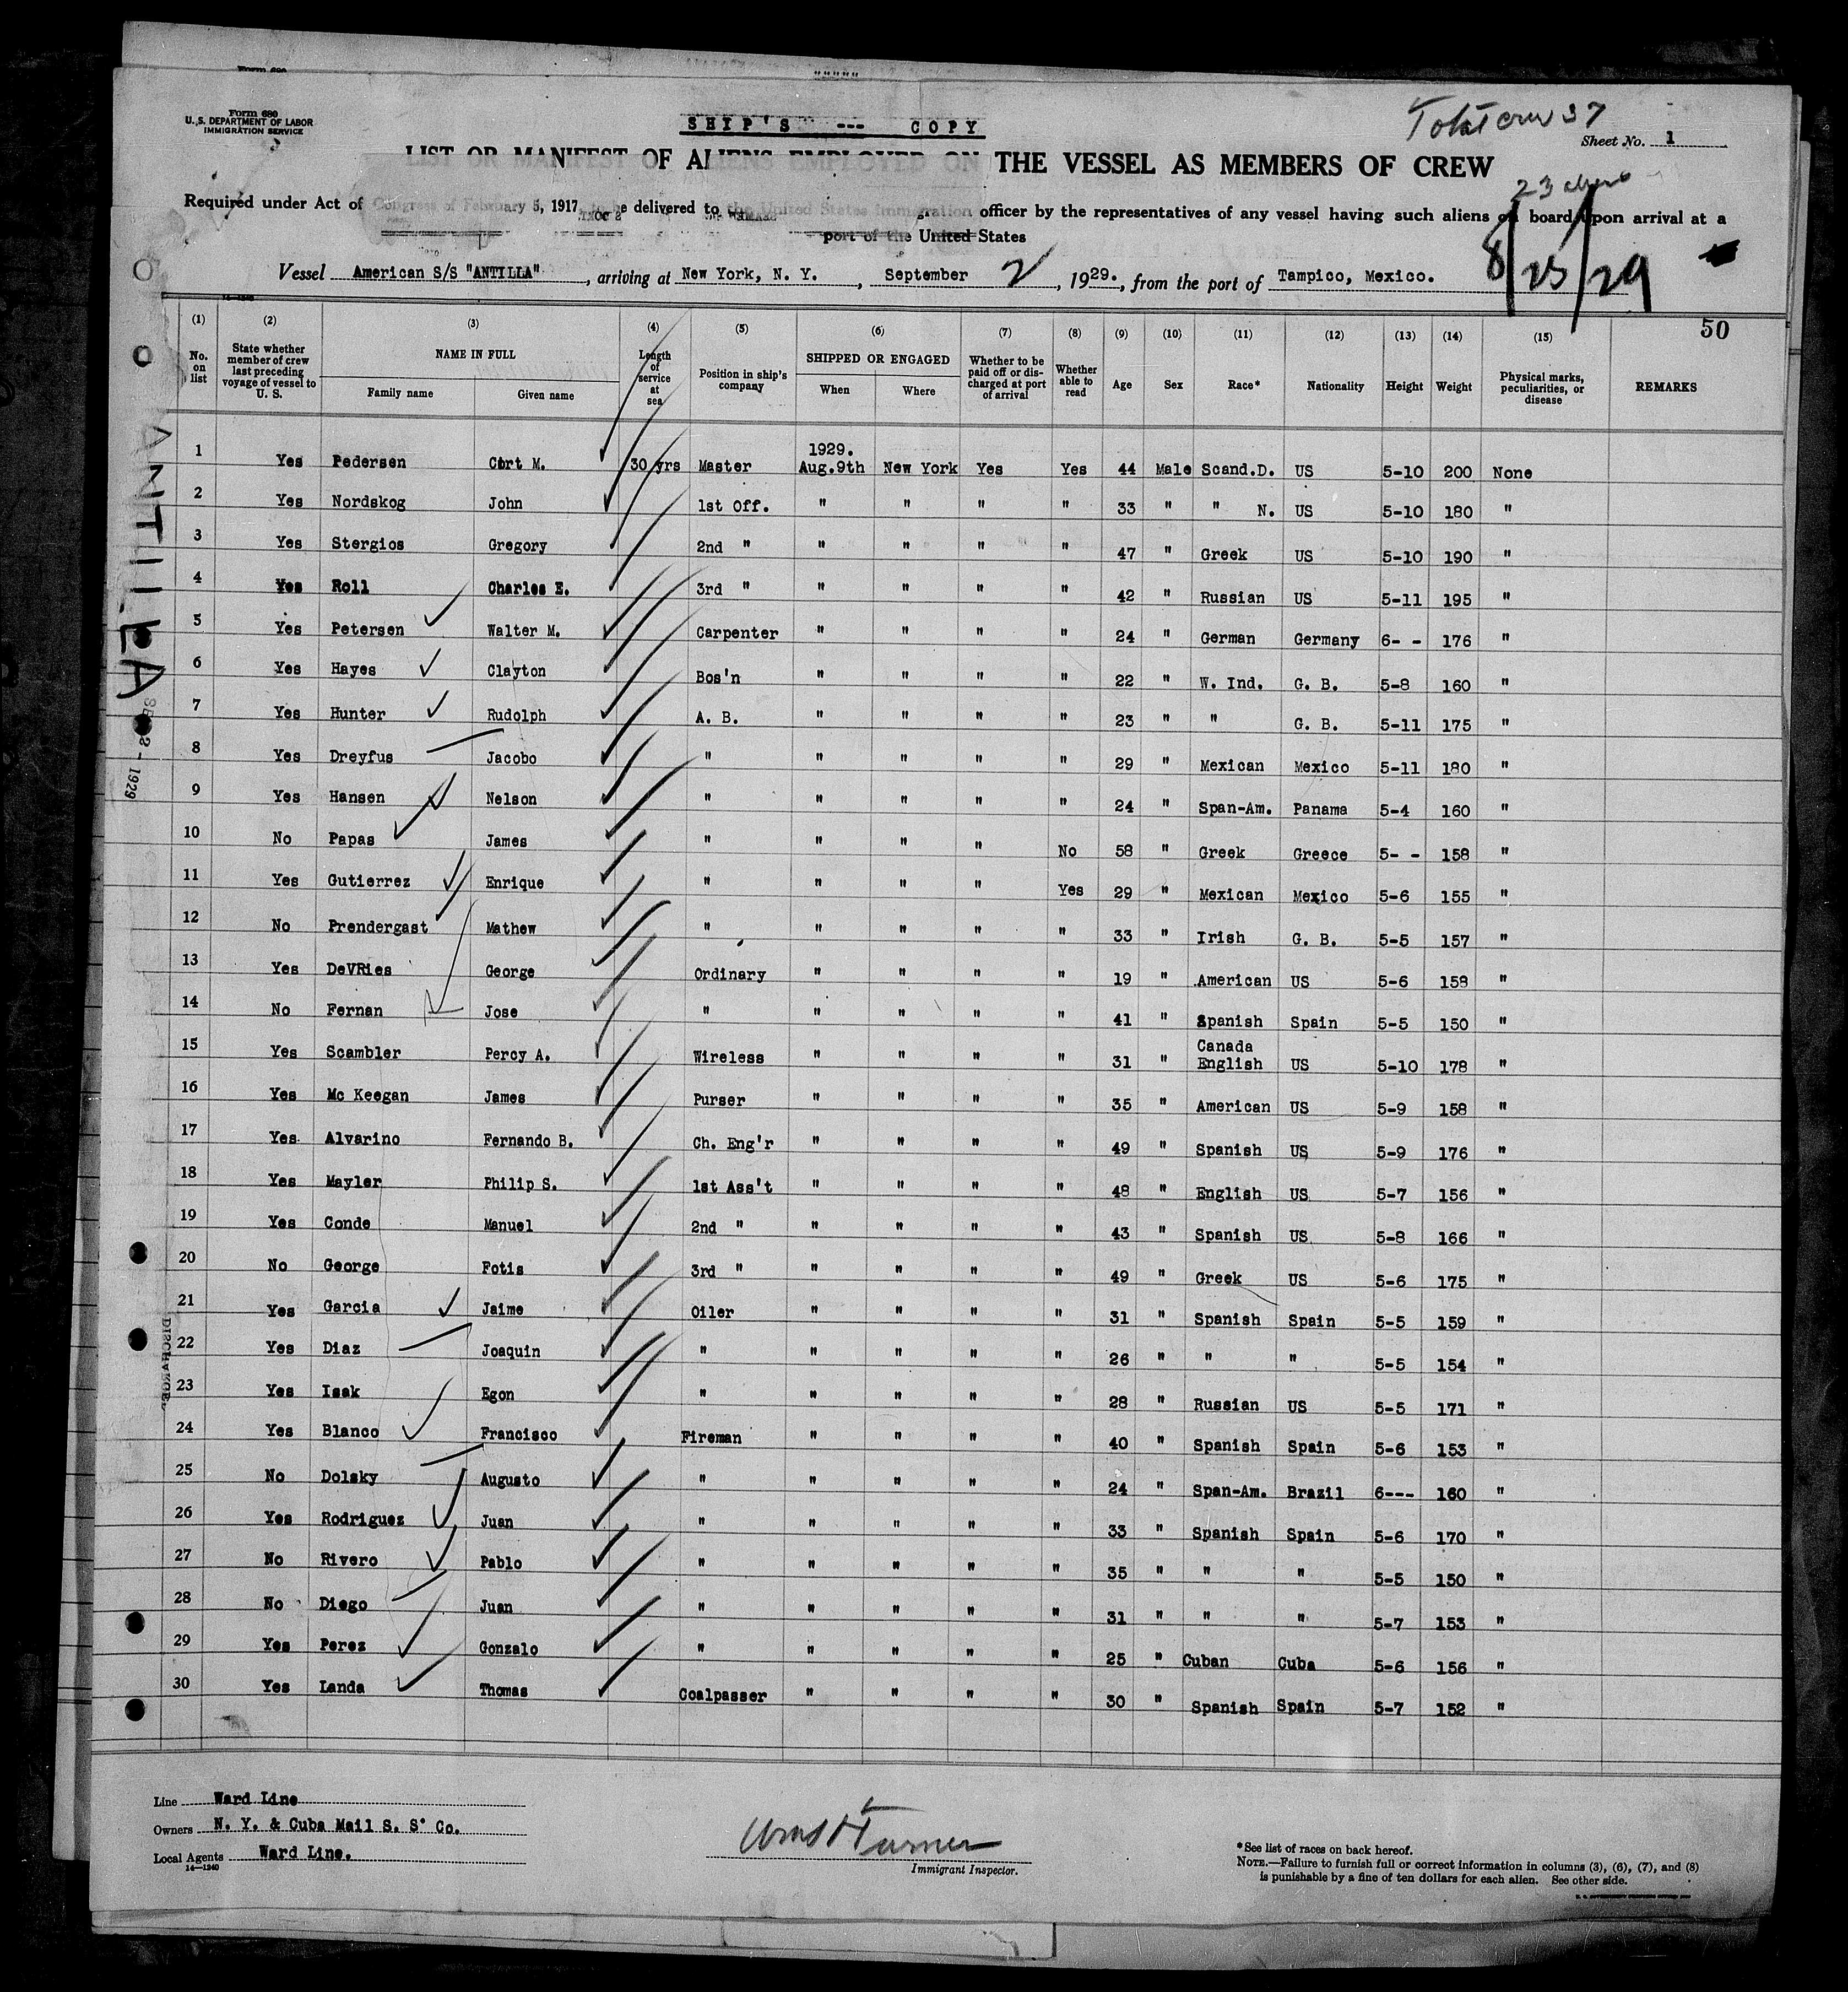 Form 680
U. S. DEPARTMENT OF LABOR
IMMIGRATION SERVICE
SHIP'S --- COPY
Total crew 37
Sheet No. 1
LIST OR MANIFEST OF ALIENS EMPLOYED ON THE VESSEL AS MEMBERS OF CREW
23 aliens
Required under Act of Congress of February 5, 1917, to be delivered to the United States Immigration officer by the representatives of any vessel having such aliens on board upon arrival at a
port of the United States
Vessel American S/S "ANTILLA", arriving at New York, N. Y., September 2, 1929., from the port of Tampico, Mexico.
8/23/29
50
(1) (2) (3) (4) (5) (6) (7) (8) (9) (10) (11) (12) (13) (14) (15)
No. on list | State whether member of crew last preceding voyage of vessel to U. S. | NAME IN FULL | Family name | Given name | Length of service at sea | Position in ship's company | SHIPPED OR ENGAGED | When | Where | Whether to be paid off or discharged at port of arrival | Whether able to read | Age | Sex | Race* | Nationality | Height | Weight | Physical marks, peculiarities, or disease | REMARKS
1929.
1 Yes Pedersen Cort M. 30 yrs Master Aug.9th New York Yes Yes 44 Male Scand.D. US 5-10 200 None
2 Yes Nordskog John 1st Off. " " " " 33 " " N. US 5-10 180 "
3 Yes Stergios Gregory 2nd " " " " " 47 " Greek US 5-10 190 "
4 Yes Roll Charles E. 3rd " " " " " 42 " Russian US 5-11 195 "
5 Yes Petersen Walter M. Carpenter " " " " 24 " German Germany 6- - 176 "
6 Yes Hayes Clayton Bos'n " " " " 22 " W. Ind. G. B. 5-8 160 "
7 Yes Hunter Rudolph A. B. " " " " 23 " " G. B. 5-11 175 "
8 Yes Dreyfus Jacobo " " " " " 29 " Mexican Mexico 5-11 180 "
9 Yes Hansen Nelson " " " " " 24 " Span-Am. Panama 5-4 160 "
10 No Papas James " " " " No 58 " Greek Greece 5- - 158 "
11 Yes Gutierrez Enrique " " " " Yes 29 " Mexican Mexico 5-6 155 "
12 No Prendergast Mathew " " " " " 33 " Irish G. B. 5-5 157 "
13 Yes DeVRies George Ordinary " " " " 19 " American US 5-6 158 "
14 No Fernan Jose " " " " " 41 " Spanish Spain 5-5 150 "
15 Yes Scambler Percy A. Wireless " " " " 31 " Canada English US 5-10 178 "
16 Yes Mc Keegan James Purser " " " " 35 " American US 5-9 158 "
17 Yes Alvarino Fernando B. Ch. Eng'r " " " " 49 " Spanish US 5-9 176 "
18 Yes Mayler Philip S. 1st Ass't " " " " 48 " English US 5-7 156 "
19 Yes Conde Manuel 2nd " " " " " 43 " Spanish US 5-8 166 "
20 No George Fotis 3rd " " " " " 49 " Greek US 5-6 175 "
21 Yes Garcia Jaime Oiler " " " " 31 " Spanish Spain 5-5 159 "
22 Yes Diaz Joaquin " " " " " 26 " " " 5-5 154 "
23 Yes Isak Egon " " " " " 28 " Russian US 5-5 171 "
24 Yes Blanco Francisco Fireman " " " " 40 " Spanish Spain 5-6 153 "
25 No Dolsky Augusto " " " " " 24 " Span-Am. Brazil 6--- 160 "
26 Yes Rodriguez Juan " " " " " 33 " Spanish Spain 5-6 170 "
27 No Rivero Pablo " " " " " 35 " " " 5-5 150 "
28 No Diego Juan " " " " " 31 " " " 5-7 153 "
29 Yes Perez Gonzalo " " " " " 25 " Cuban Cuba 5-6 156 "
30 Yes Landa Thomas Coalpasser " " " " 30 " Spanish Spain 5-7 152 "
ANTILLA
1929
Line Ward Line
Owners N. Y. & Cuba Mail S. S. Co.
Local Agents Ward Line.
14-1240
Turner
Immigrant Inspector.
*See list of races on back hereof.
NOTE.—Failure to furnish full or correct information in columns (3), (6), (7), and (8)
is punishable by a fine of ten dollars for each alien. See other side.